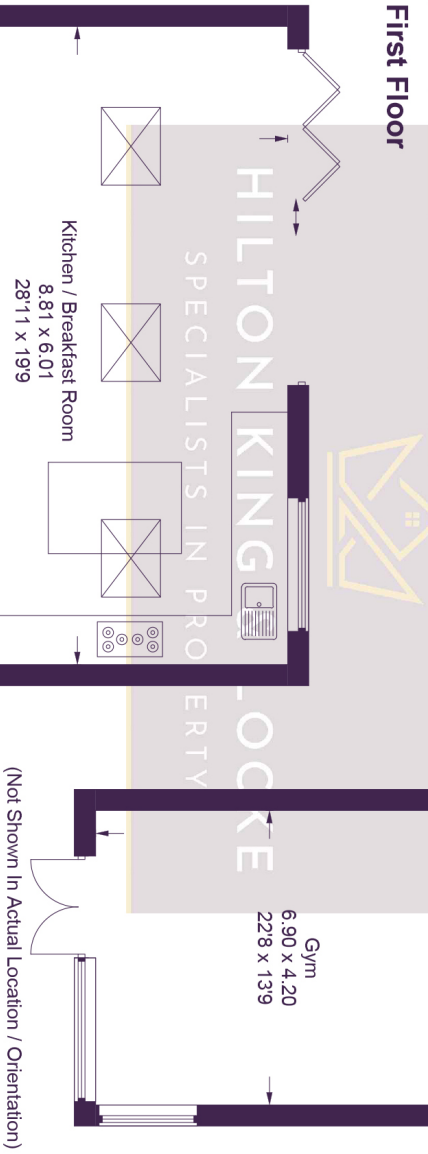 First Floor
Kitchen / Breakfast Room
8.81 x 6.01
28'11 x 19'9
HILTON KING & LOCKE
SPECIALISTS IN PROPERTY
Gym
6.90 x 4.20
22'8 x 13'9
(Not Shown In Actual Location / Orientation)